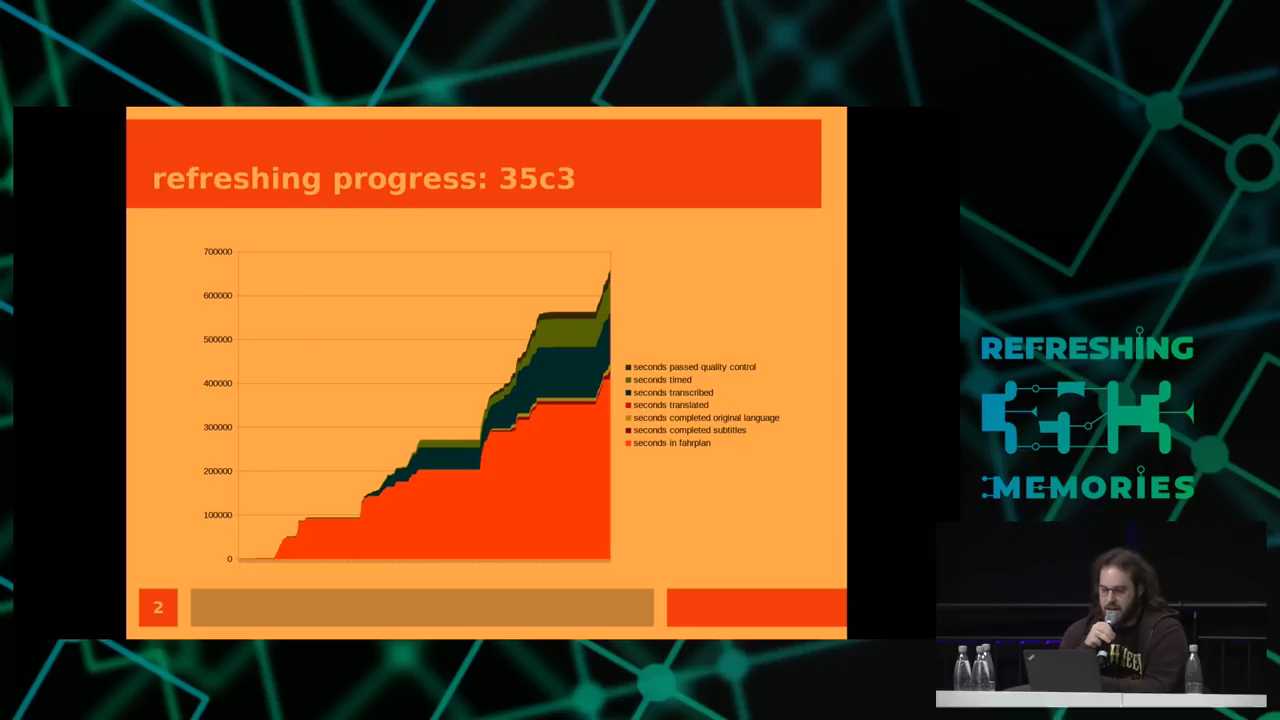 refreshing progress: 35c3
700000
600000
500000
400000
300000
200000
100000
0
seconds passed quality control
seconds timed
seconds transcribed
seconds translated
seconds completed original language
seconds completed subtitles
seconds in fahrplan
2
REFRESHING
35C3
MEMORIES